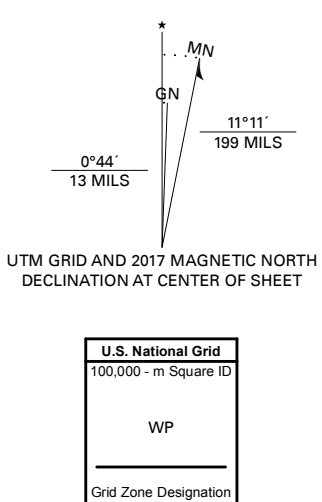 MN
GN
11°11´
199 MILS
0°44´
13 MILS
UTM GRID AND 2017 MAGNETIC NORTH
DECLINATION AT CENTER OF SHEET
U.S. National Grid
100,000 - m Square ID
WP
Grid Zone Designation